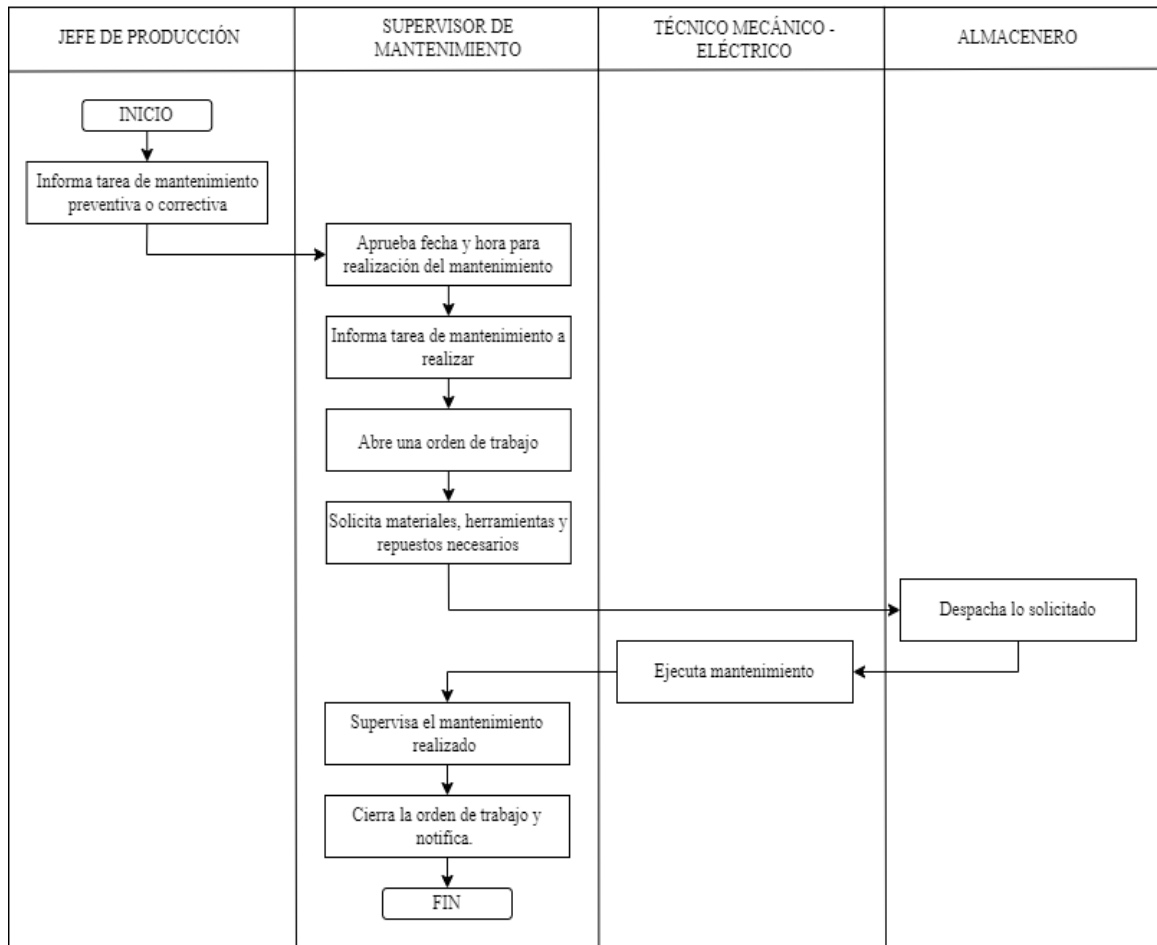 JEFE DE PRODUCCIÓN
SUPERVISOR DE
MANTENIMIENTO
TÉCNICO MECÁNICO -
ELÉCTRICO
ALMACENERO
INICIO
Informa tarea de mantenimiento
preventiva o correctiva
Aprueba fecha y hora para
realización del mantenimiento
Informa tarea de mantenimiento a
realizar
Abre una orden de trabajo
Solicita materiales, herramientas y
repuestos necesarios
Despacha lo solicitado
Ejecuta mantenimiento
Supervisa el mantenimiento
realizado
Cierra la orden de trabajo y
notifica.
FIN